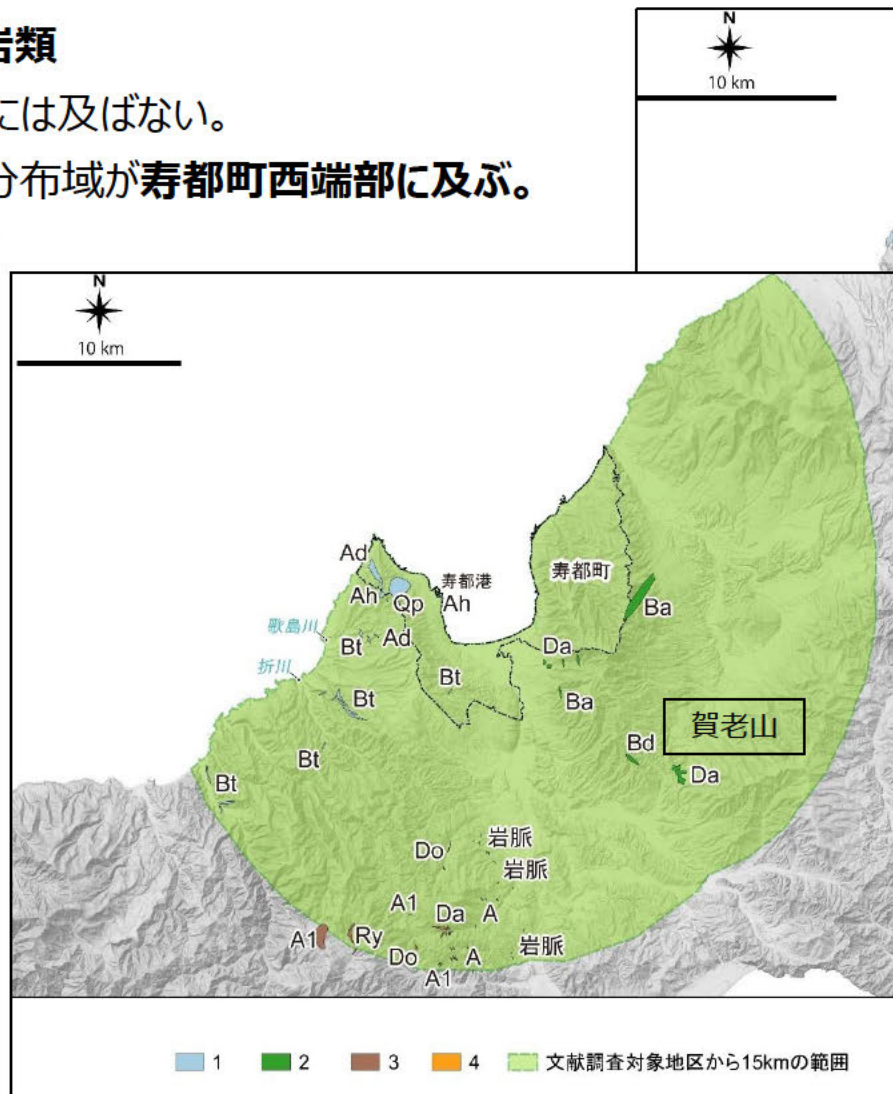 岩類
には及ばない。
分布域が寿都町西端部に及ぶ。
N
10 km
N
10 km
Ad
Ah
Qp
寿都港
Ah
寿都町
Ba
歌島川
Bt
Ad
Da
折川
Bt
Bt
Ba
賀老山
Bt
Bd
Da
Bt
Do
岩脈
岩脈
A1
Da
A
A1
Ry
Do
A
岩脈
A1
1
2
3
4
文献調査対象地区から15kmの範囲